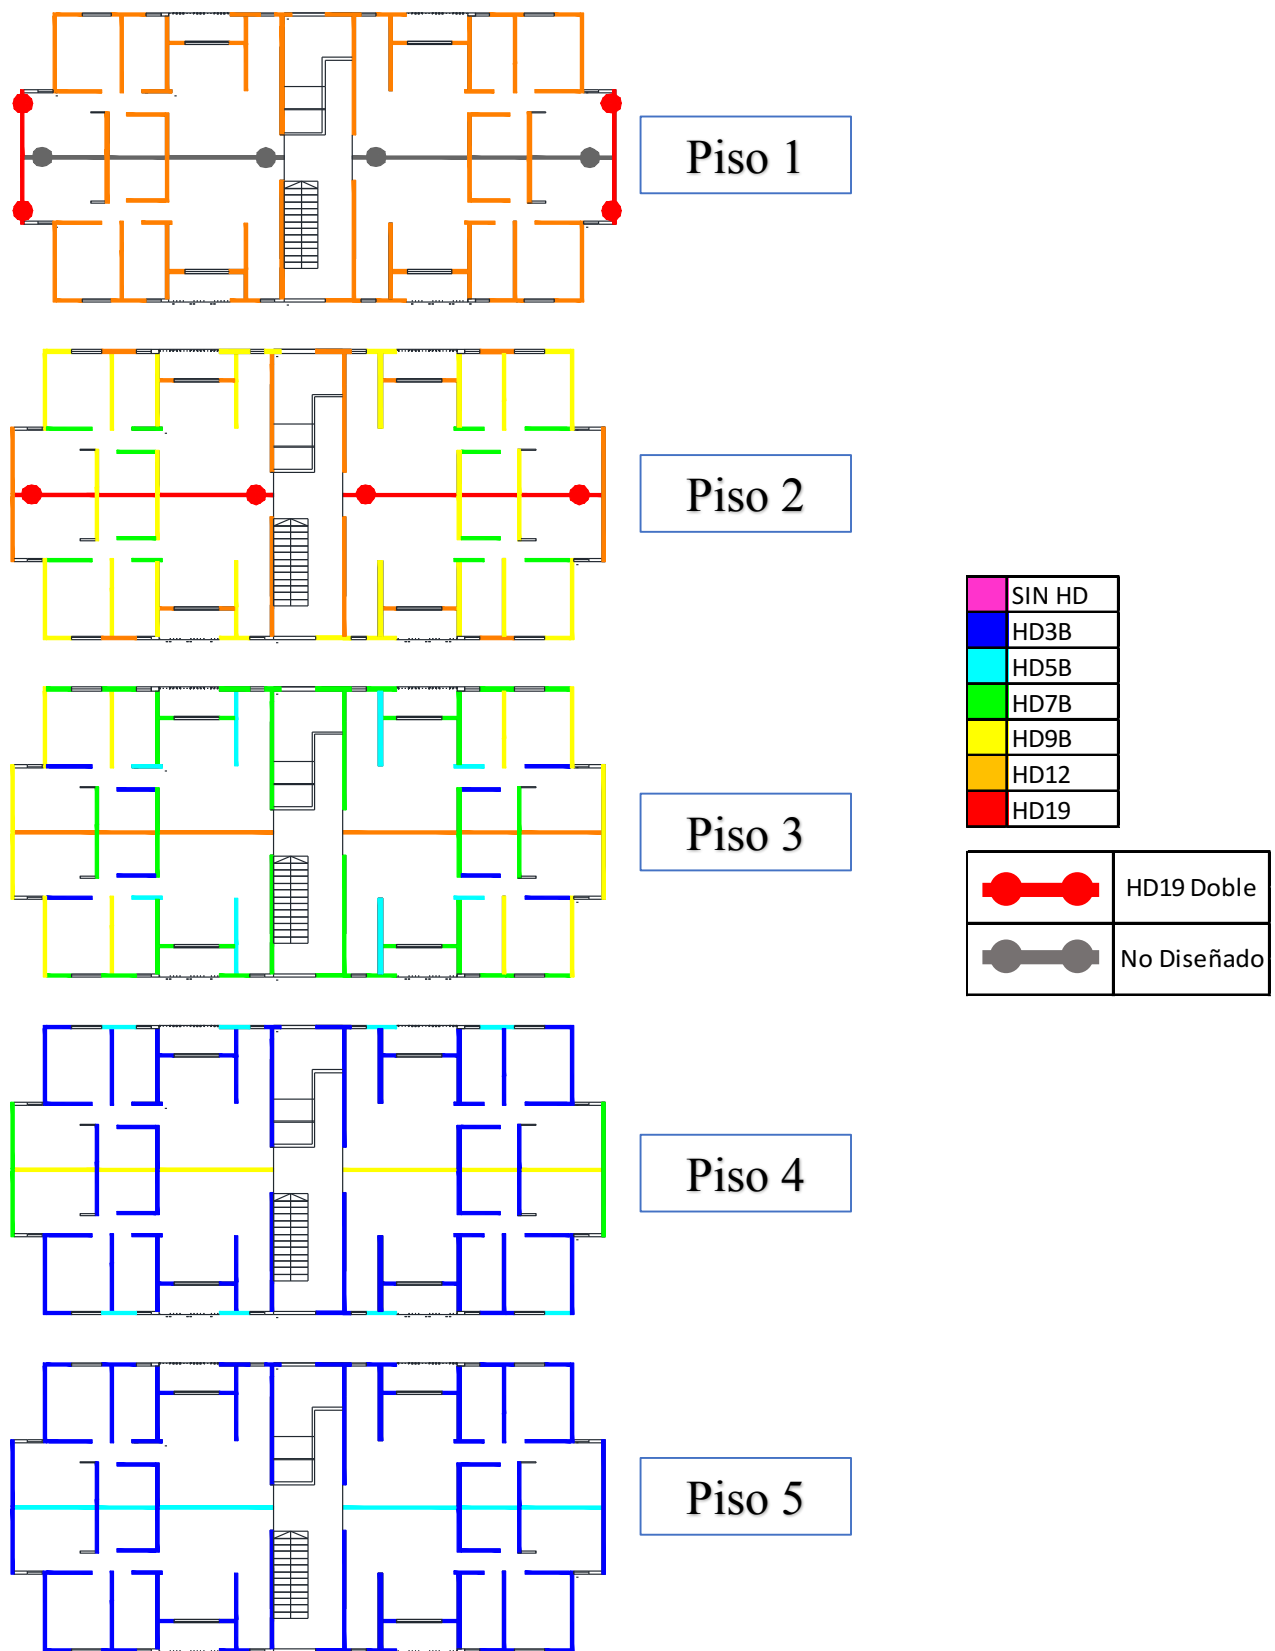 Piso 1
Piso 2
SIN HD
HD3B
HD5B
HD7B
HD9B
HD12
HD19
Piso 3
HD19 Doble
No Diseñado
Piso 4
Piso 5